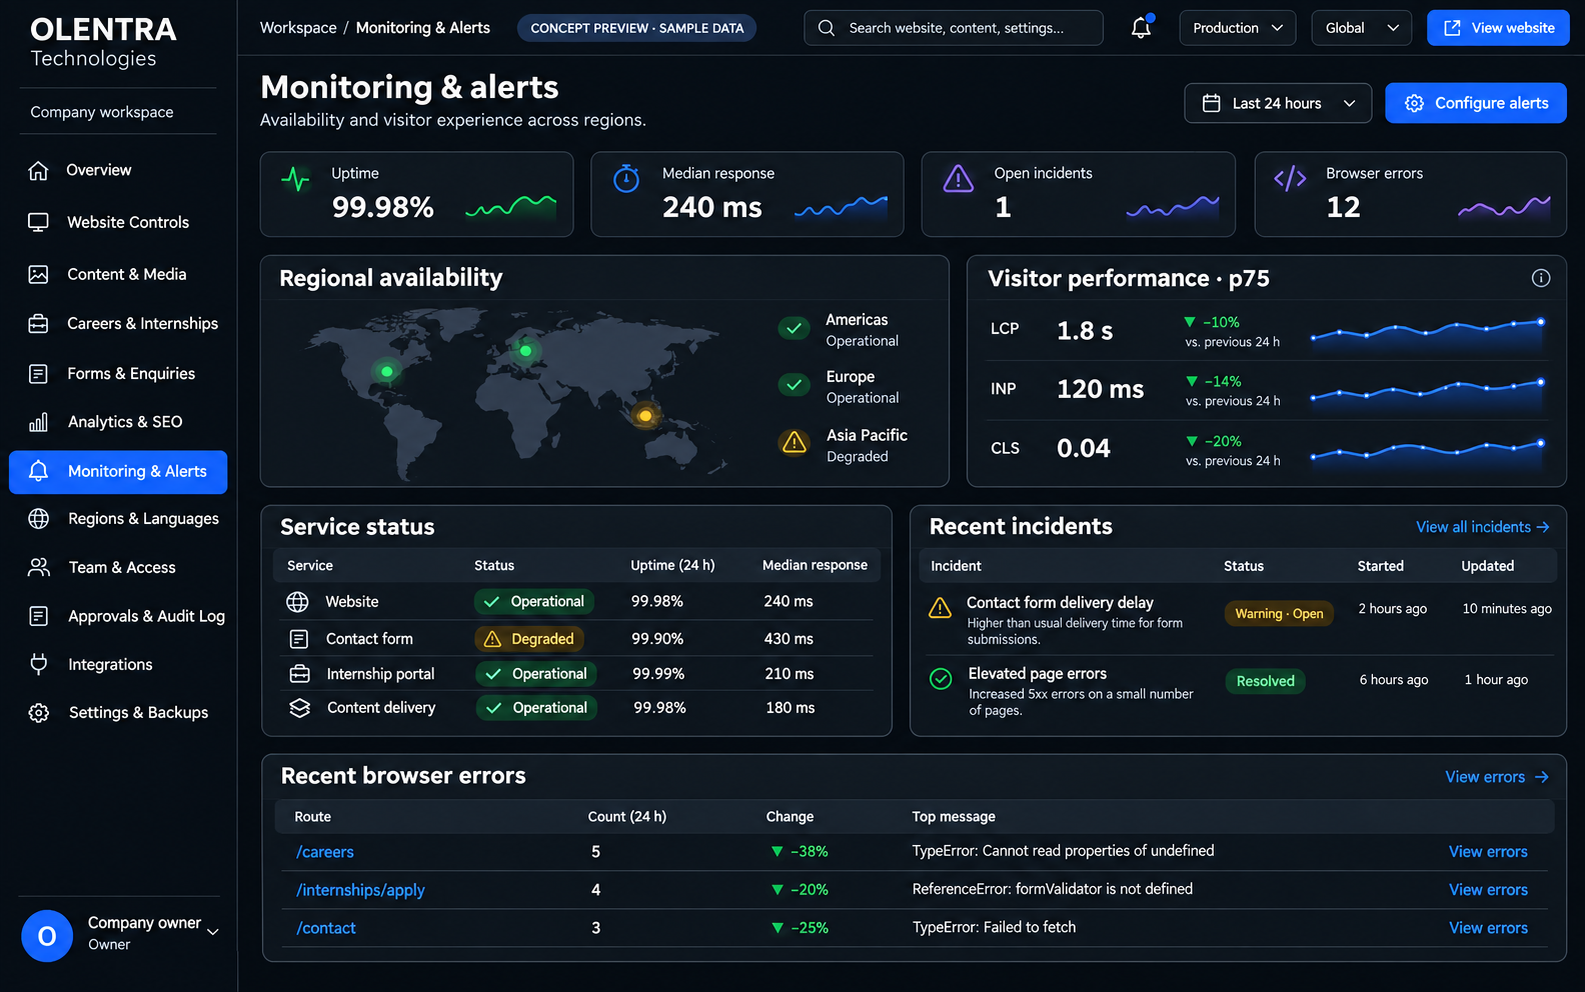 OLENTRA
Technologies
Company workspace
Overview
Website Controls
Content & Media
Careers & Internships
Forms & Enquiries
Analytics & SEO
Monitoring & Alerts
Regions & Languages
Team & Access
Approvals & Audit Log
Integrations
Settings & Backups
O
Company owner
Owner
Workspace / Monitoring & Alerts
CONCEPT PREVIEW · SAMPLE DATA
Search website, content, settings...
Production
Global
View website
Monitoring & alerts
Availability and visitor experience across regions.
Last 24 hours
Configure alerts
Uptime
99.98%
Median response
240 ms
Open incidents
1
Browser errors
12
Regional availability
Americas
Operational
Europe
Operational
Asia Pacific
Degraded
Visitor performance · p75
LCP 1.8 s ▼ −10%
vs. previous 24 h
INP 120 ms ▼ −14%
vs. previous 24 h
CLS 0.04 ▼ −20%
vs. previous 24 h
Service status
Service Status Uptime (24 h) Median response
Website Operational 99.98% 240 ms
Contact form Degraded 99.90% 430 ms
Internship portal Operational 99.99% 210 ms
Content delivery Operational 99.98% 180 ms
Recent incidents
View all incidents →
Incident Status Started Updated
Contact form delivery delay
Higher than usual delivery time for form
submissions.
Warning · Open 2 hours ago 10 minutes ago
Elevated page errors
Increased 5xx errors on a small number
of pages.
Resolved 6 hours ago 1 hour ago
Recent browser errors
View errors →
Route Count (24 h) Change Top message
/careers 5 ▼ −38% TypeError: Cannot read properties of undefined View errors
/internships/apply 4 ▼ −20% ReferenceError: formValidator is not defined View errors
/contact 3 ▼ −25% TypeError: Failed to fetch View errors